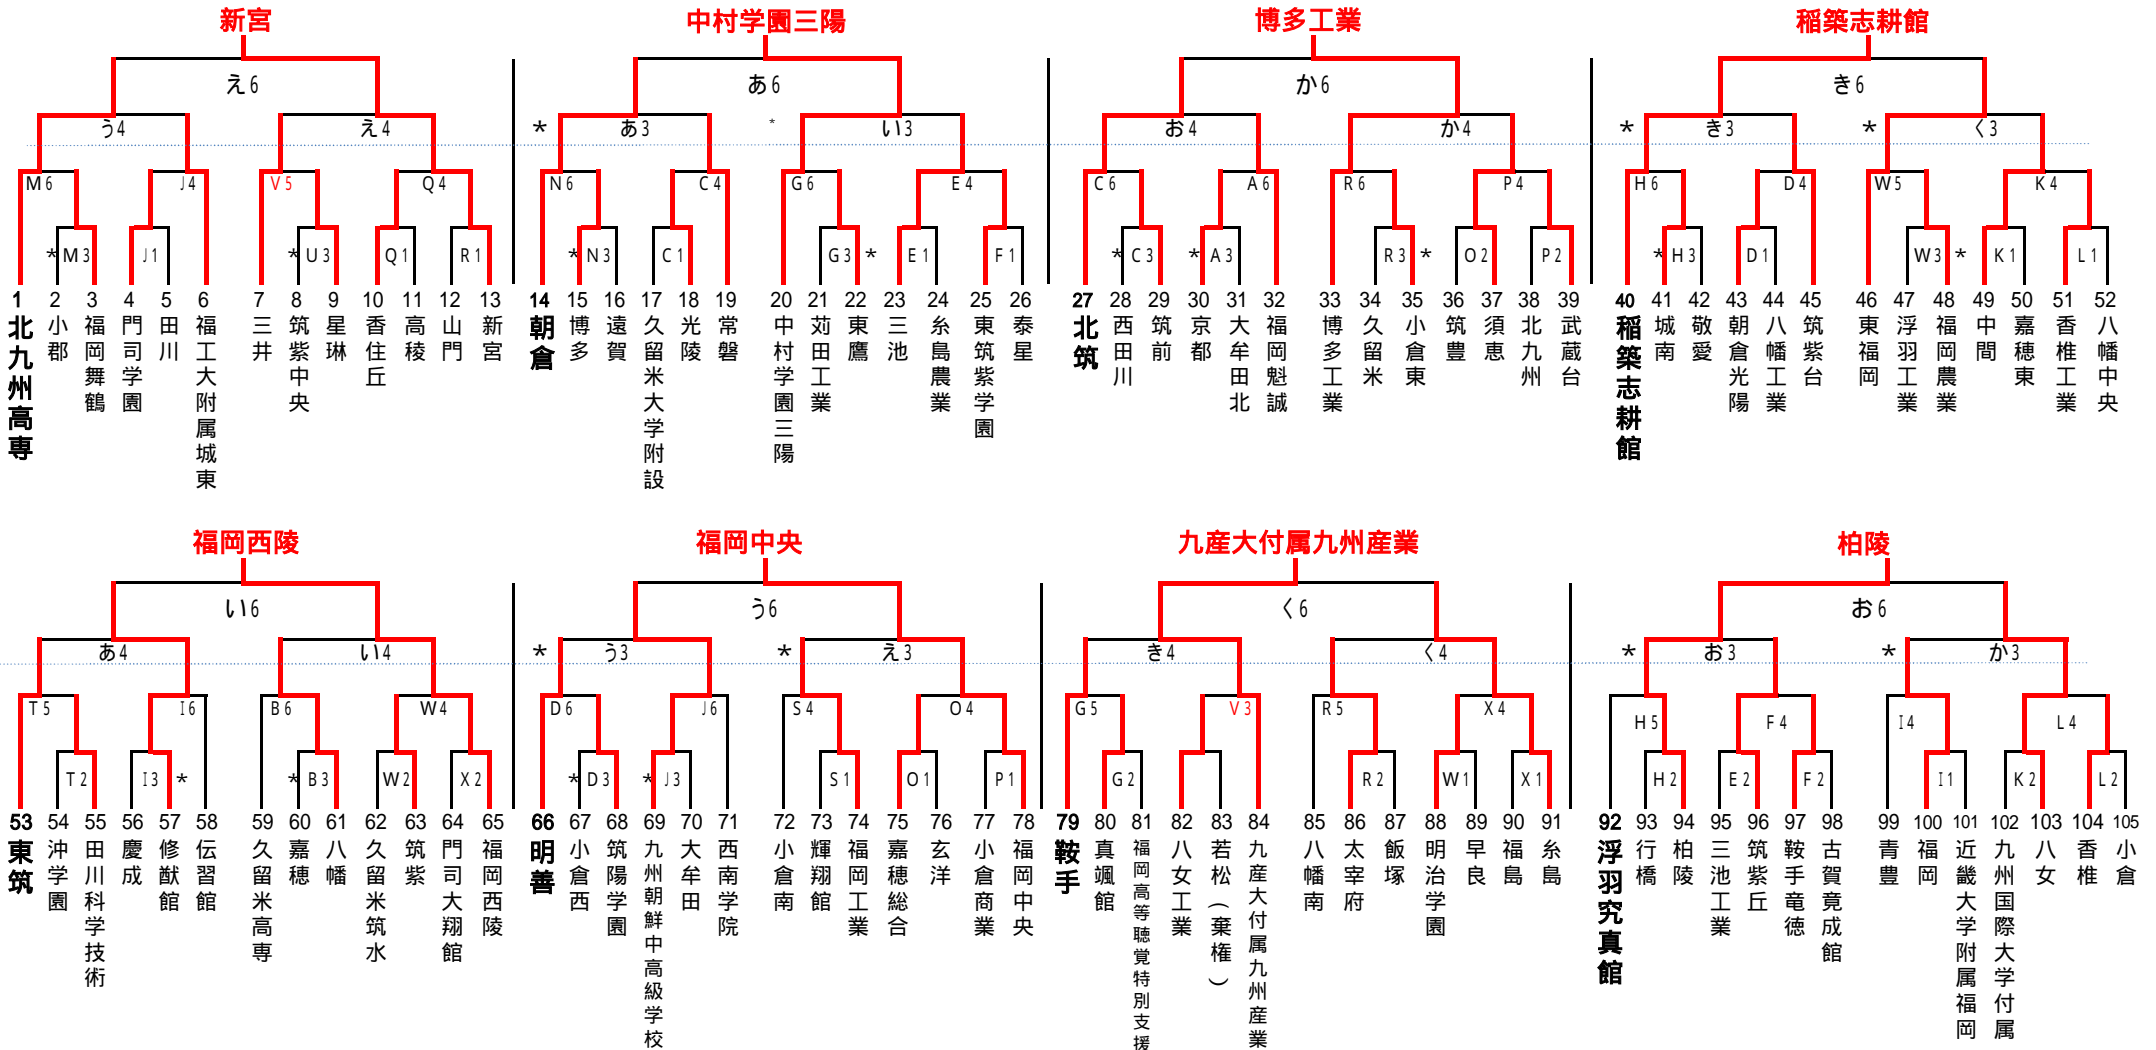 新宮 中村学園三陽 博多工業 稲築志耕館
え6 あ6 か6 き6
う4 え4 * あ3 * い3 お4 か4 * き3 * く3
M6 J4 V5 Q4 N6 C4 G6 E4 C6 A6 R6 P4 H6 D4 W5 K4
* M3 J1 * U3 Q1 R1 * N3 C1 G3 * E1 F1 * C3 * A3 R3 * O2 P2 * H3 D1 W3 * K1 L1
1 2 3 4 5 6 7 8 9 10 11 12 13 14 15 16 17 18 19 20 21 22 23 24 25 26 27 28 29 30 31 32 33 34 35 36 37 38 39 40 41 42 43 44 45 46 47 48 49 50 51 52
北九州高専
小郡
福岡舞鶴
門司学園
田川
福工大附属城東
三井
筑紫中央
星琳
香住丘
高稜
山門
新宮
朝倉
博多
遠賀
久留米大学附設
光陵
常磐
中村学園三陽
苅田工業
東鷹
三池
糸島農業
東筑紫学園
泰星
北筑
西田川
筑前
京都
大牟田北
福岡魁誠
博多工業
久留米
小倉東
筑豊
須恵
北九州
武蔵台
稲築志耕館
城南
敬愛
朝倉光陽
八幡工業
筑紫台
東福岡
浮羽工業
福岡農業
中間
嘉穂東
香椎工業
八幡中央
福岡西陵 福岡中央 九産大付属九州産業 柏陵
い6 う6 く6 お6
あ4 い4 * う3 * え3 き4 く4 * お3 * か3
T5 I6 B6 W4 D6 J6 S4 O4 G5 V3 R5 X4 H5 F4 I4 L4
T2 I3 * * B3 W2 X2 * D3 * J3 S1 O1 P1 G2 R2 W1 X1 H2 E2 F2 I1 K2 L2
53 54 55 56 57 58 59 60 61 62 63 64 65 66 67 68 69 70 71 72 73 74 75 76 77 78 79 80 81 82 83 84 85 86 87 88 89 90 91 92 93 94 95 96 97 98 99 100 101 102 103 104 105
東筑
沖学園
田川科学技術
慶成
修猷館
伝習館
久留米高専
嘉穂
八幡
久留米筑水
筑紫
門司大翔館
福岡西陵
明善
小倉西
筑陽学園
九州朝鮮中高級学校
大牟田
西南学院
小倉南
輝翔館
福岡工業
嘉穂総合
玄洋
小倉商業
福岡中央
鞍手
真颯館
福岡高等聴覚特別支援
八女工業
若松(棄権)
九産大付属九州産業
八幡南
太宰府
飯塚
明治学園
早良
福島
糸島
浮羽究真館
行橋
柏陵
三池工業
筑紫丘
鞍手竜徳
古賀竟成館
青豊
福岡
近畿大学附属福岡
九州国際大学付属
八女
香椎
小倉